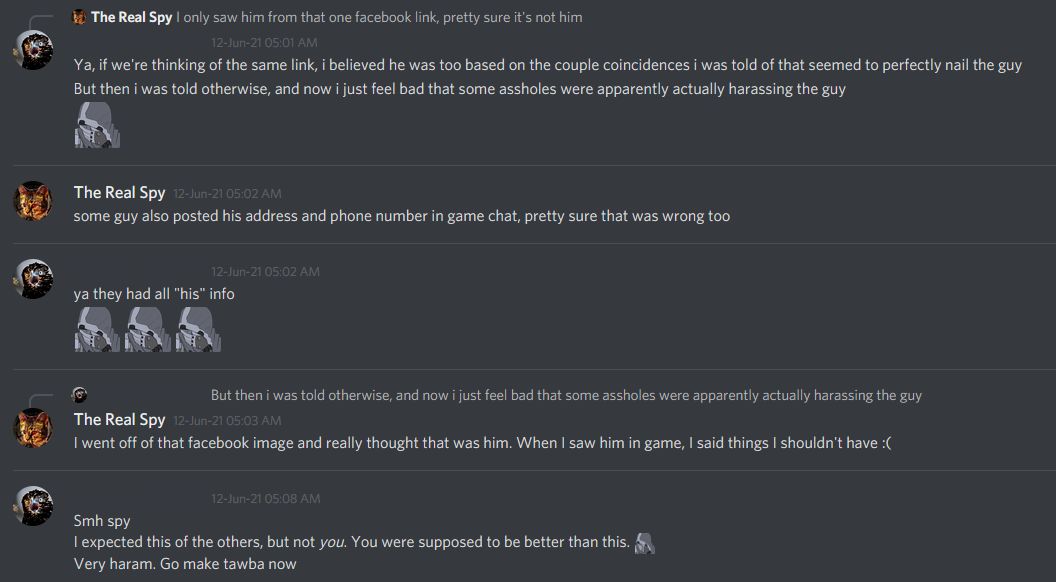 The Real Spy I only saw him from that one facebook link, pretty sure it's not him
12-Jun-21 05:01 AM
Ya, if we're thinking of the same link, i believed he was too based on the couple coincidences i was told of that seemed to perfectly nail the guy
But then i was told otherwise, and now i just feel bad that some assholes were apparently actually harassing the guy
The Real Spy 12-Jun-21 05:02 AM
some guy also posted his address and phone number in game chat, pretty sure that was wrong too
12-Jun-21 05:02 AM
ya they had all "his" info
But then i was told otherwise, and now i just feel bad that some assholes were apparently actually harassing the guy
The Real Spy 12-Jun-21 05:03 AM
I went off of that facebook image and really thought that was him. When I saw him in game, I said things I shouldn't have :(
12-Jun-21 05:08 AM
Smh spy
I expected this of the others, but not you. You were supposed to be better than this.
Very haram. Go make tawba now